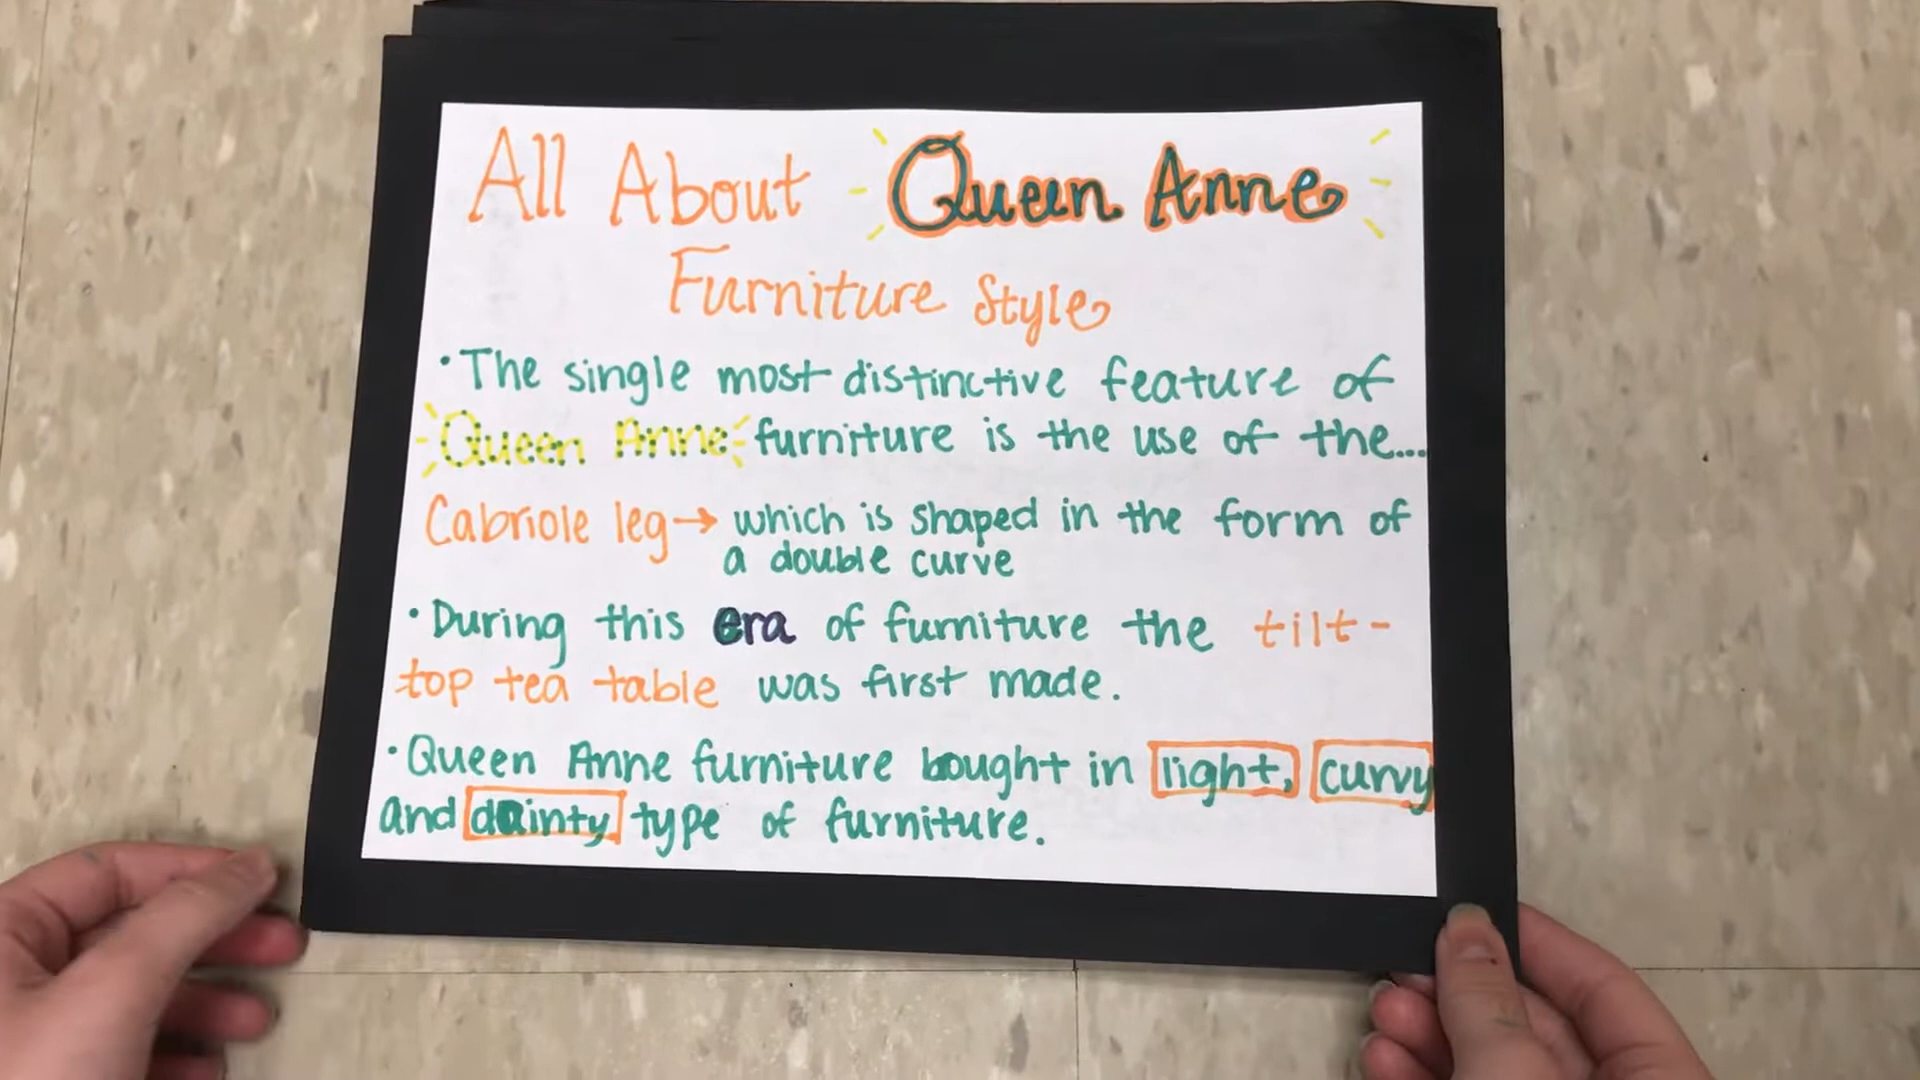 All About Queen Anne
Furniture Style
•The single most distinctive feature of
Queen Anne furniture is the use of the...
Cabriole leg→ which is shaped in the form of
a double curve
•During this era of furniture the tilt-
top tea table was first made.
•Queen Anne furniture bought in light, curvy
and dainty type of furniture.